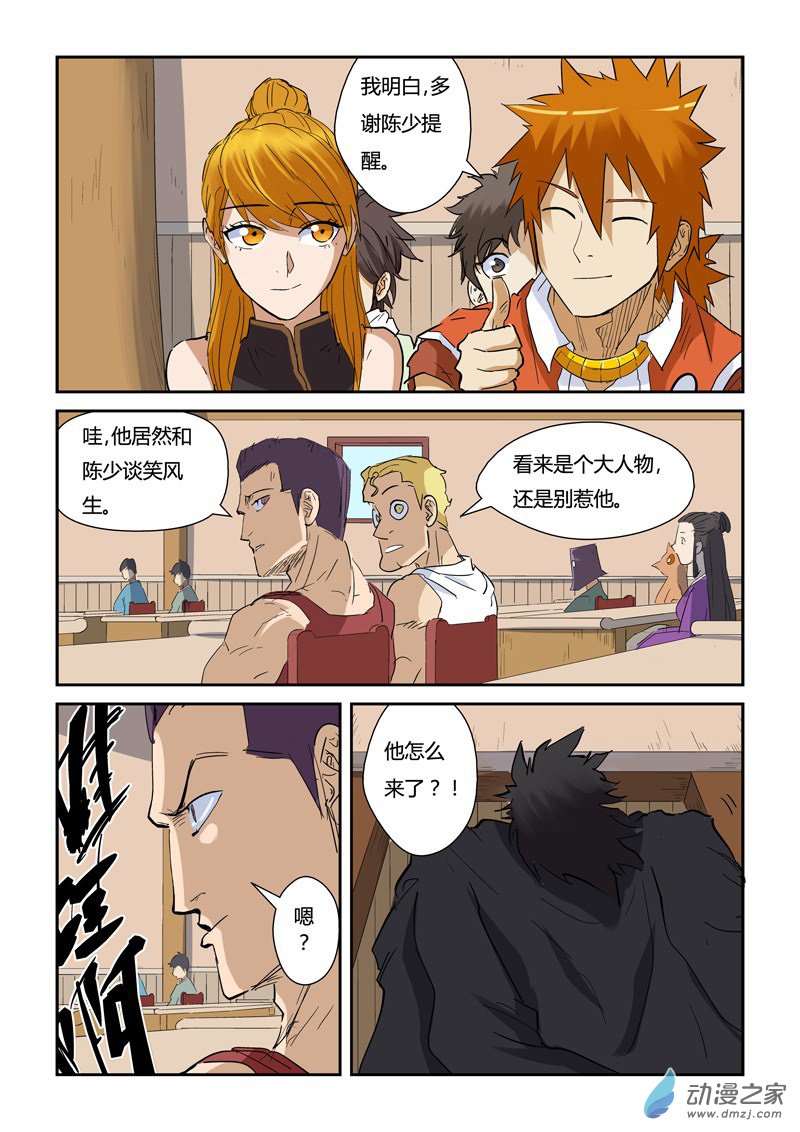 我明白，多
谢陈少提
醒。
哇，他居然和
陈少谈笑风
生。
看来是个大人物，
还是别惹他。
嗯
？
他怎么
来了？！
动漫之家
www.dmzj.com